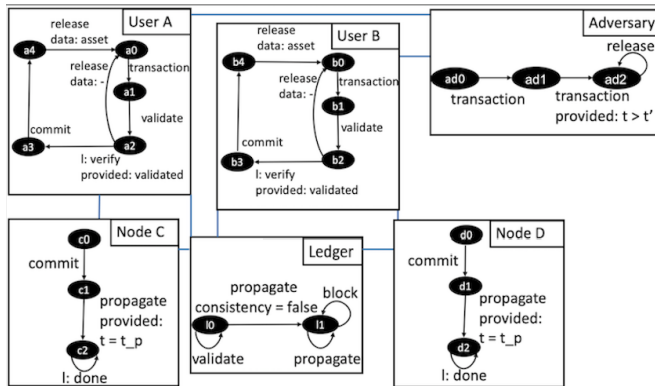 User A
release
data: asset
a4
a0
release
data: -
transaction
a1
validate
commit
a3
a2
I: verify
provided: validated
User B
release
data: asset
b4
b0
release
data: -
transaction
b1
validate
commit
b3
b2
I: verify
provided: validated
Adversary
release
ad0
ad1
ad2
transaction
transaction
provided: t > t’
Node C
c0
commit
c1
propagate
provided:
t = t_p
c2
I: done
Ledger
propagate
consistency = false
block
l0
l1
validate
propagate
Node D
d0
commit
d1
propagate
provided:
t = t_p
d2
I: done